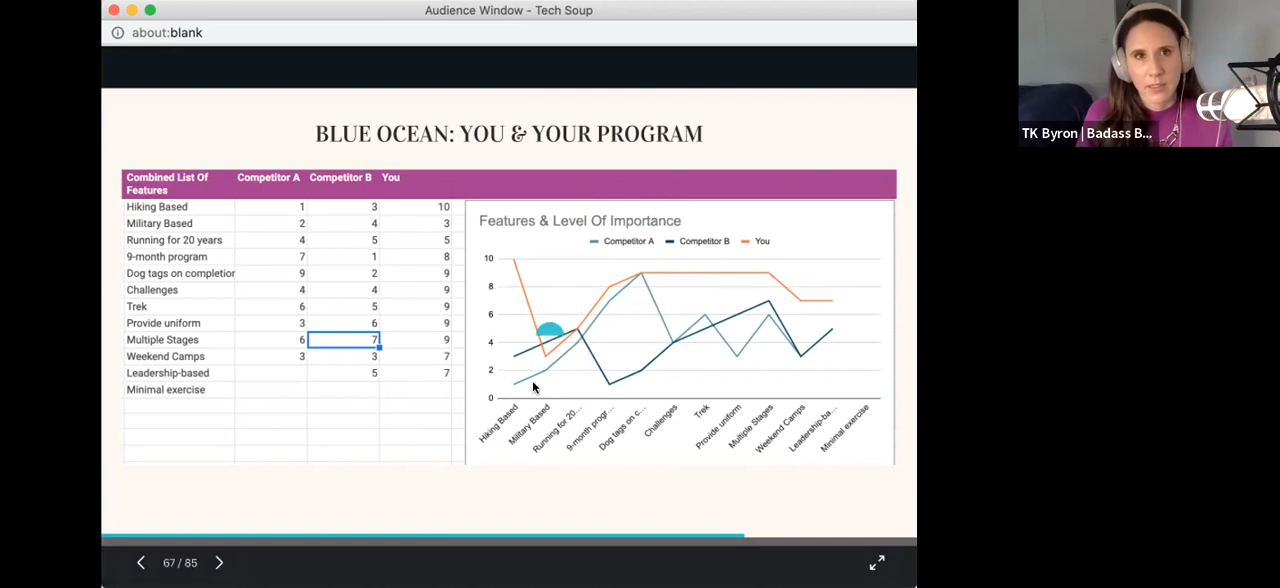 Audience Window - Tech Soup
about:blank
TK Byron | Badass B...
BLUE OCEAN: YOU & YOUR PROGRAM
Combined List Of Features Competitor A Competitor B You
Hiking Based 1 3 10
Military Based 2 4 3
Running for 20 years 4 5 5
9-month program 7 1 8
Dog tags on completior 9 2 9
Challenges 4 4 9
Trek 6 5 9
Provide uniform 3 6 9
Multiple Stages 6 7 9
Weekend Camps 3 3 7
Leadership-based 5 7
Minimal exercise
Features & Level Of Importance
Competitor A Competitor B You
10
8
6
4
2
0
Hiking Based
Military Based
Running for 20...
9-month progr...
Dog tags on c...
Challenges
Trek
Provide uniform
Multiple Stages
Weekend Camps
Leadership-ba...
Minimal exercise
67 / 85